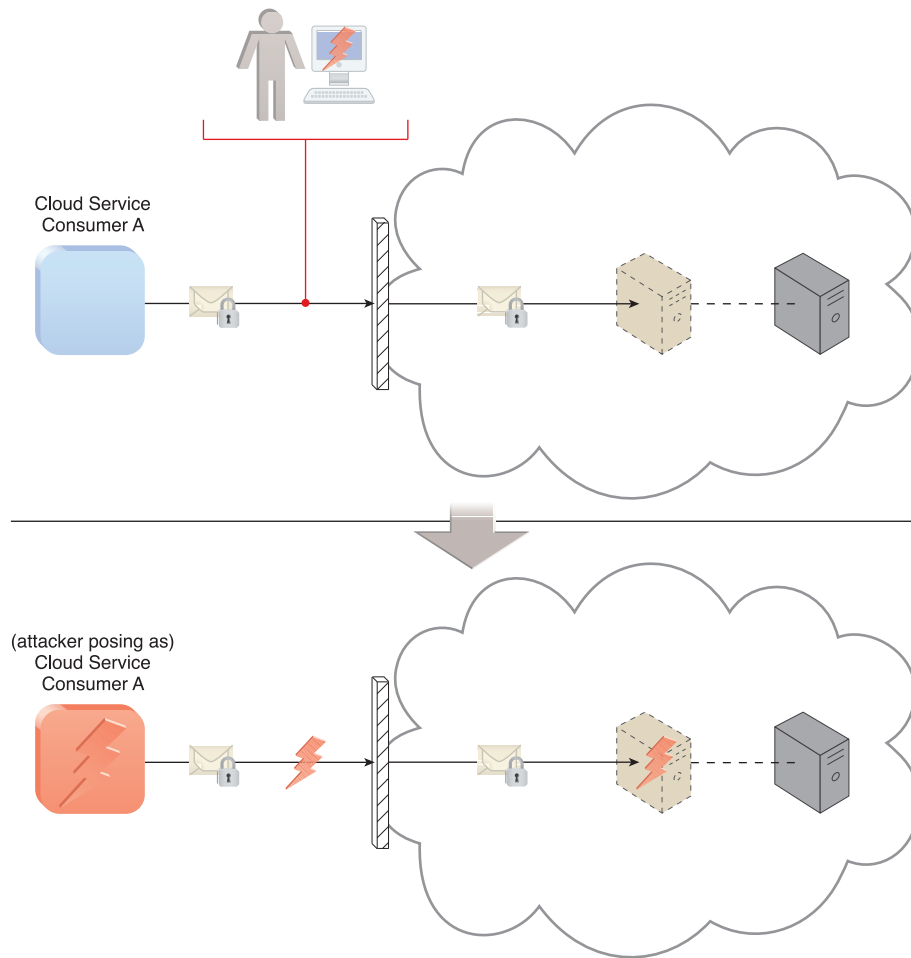 Cloud Service
Consumer A
(attacker posing as)
Cloud Service
Consumer A